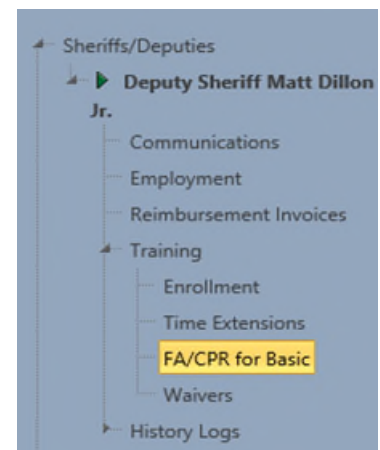 Sheriffs/Deputies
Deputy Sheriff Matt Dillon
Jr.
Communications
Employment
Reimbursement Invoices
Training
Enrollment
Time Extensions
FA/CPR for Basic
Waivers
History Logs